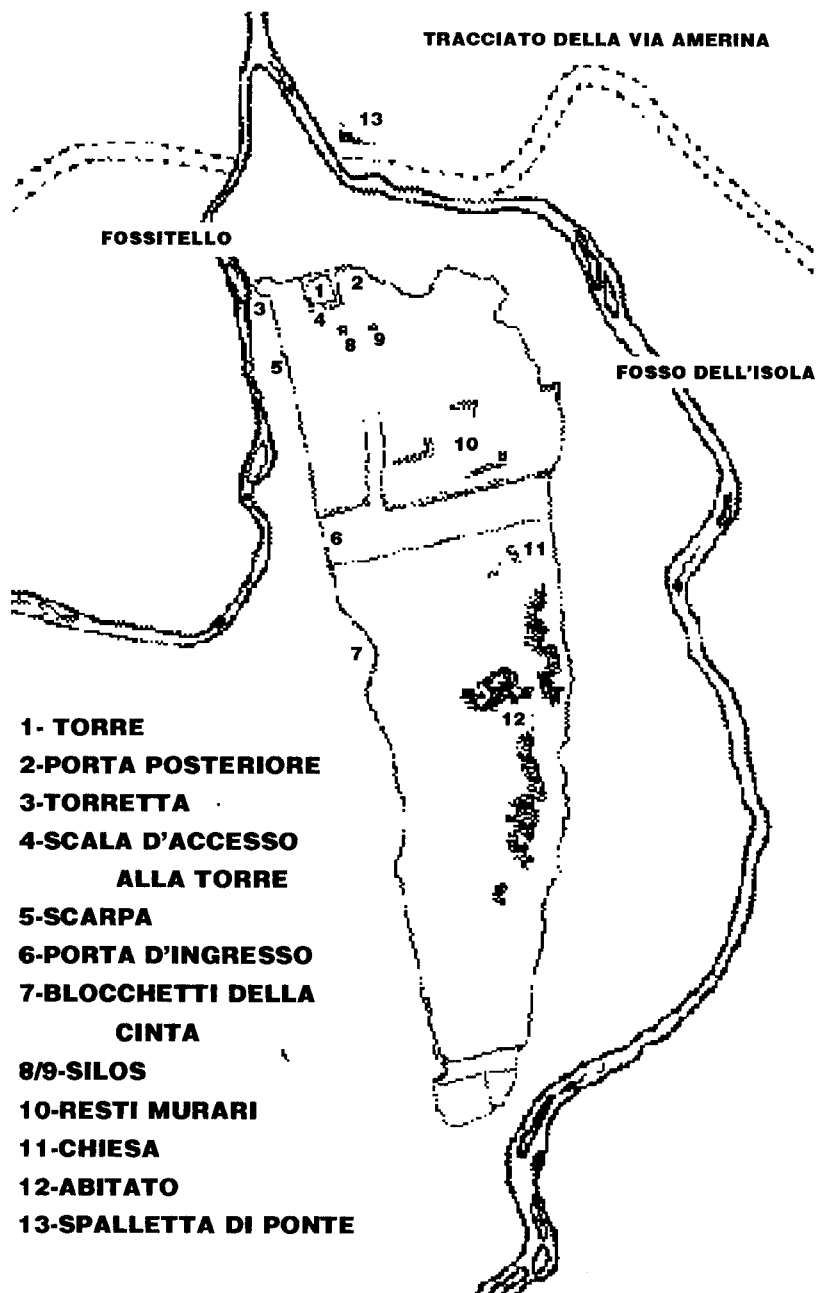 TRACCIATO DELLA VIA AMERINA
13
FOSSITELLO
1
2
3
4
8
9
5
FOSSO DELL'ISOLA
10
6
11
7
12
1- TORRE
2-PORTA POSTERIORE
3-TORRETTA
4-SCALA D'ACCESSO
ALLA TORRE
5-SCARPA
6-PORTA D'INGRESSO
7-BLOCCHETTI DELLA
CINTA
8/9-SILOS
10-RESTI MURARI
11-CHIESA
12-ABITATO
13-SPALLETTA DI PONTE